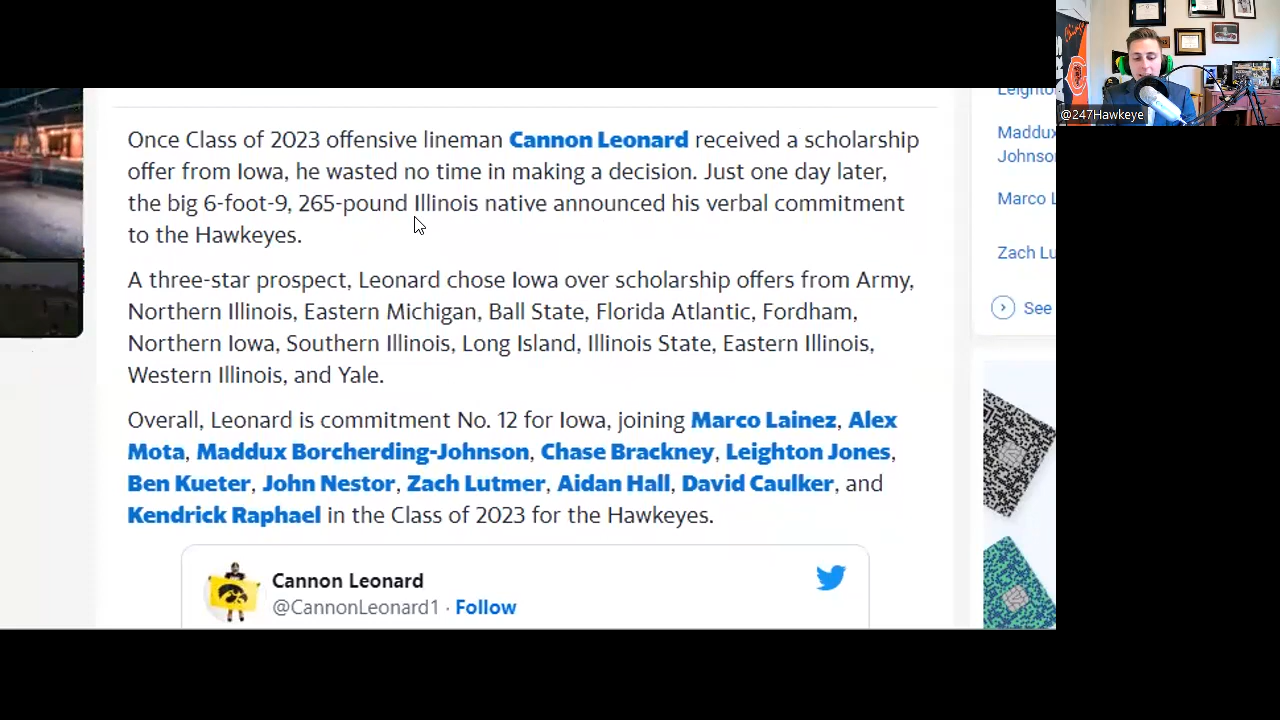 Once Class of 2023 offensive lineman Cannon Leonard received a scholarship
offer from Iowa, he wasted no time in making a decision. Just one day later,
the big 6-foot-9, 265-pound Illinois native announced his verbal commitment
to the Hawkeyes.
A three-star prospect, Leonard chose Iowa over scholarship offers from Army,
Northern Illinois, Eastern Michigan, Ball State, Florida Atlantic, Fordham,
Northern Iowa, Southern Illinois, Long Island, Illinois State, Eastern Illinois,
Western Illinois, and Yale.
Overall, Leonard is commitment No. 12 for Iowa, joining Marco Lainez, Alex
Mota, Maddux Borcherding-Johnson, Chase Brackney, Leighton Jones,
Ben Kueter, John Nestor, Zach Lutmer, Aidan Hall, David Caulker, and
Kendrick Raphael in the Class of 2023 for the Hawkeyes.
Cannon Leonard
@CannonLeonard1 · Follow
Leighton
Maddux
Johnson
Marco L
Zach Lu
See
@247Hawkeye